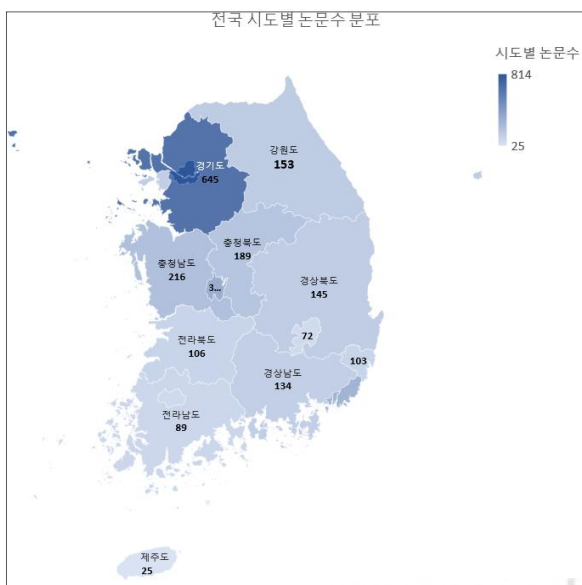 전국 시도별 논문수 분포
시도별 논문수
814
25
경기도
645
강원도
153
충청북도
189
충청남도
216
3...
경상북도
145
72
전라북도
106
103
경상남도
134
전라남도
89
제주도
25